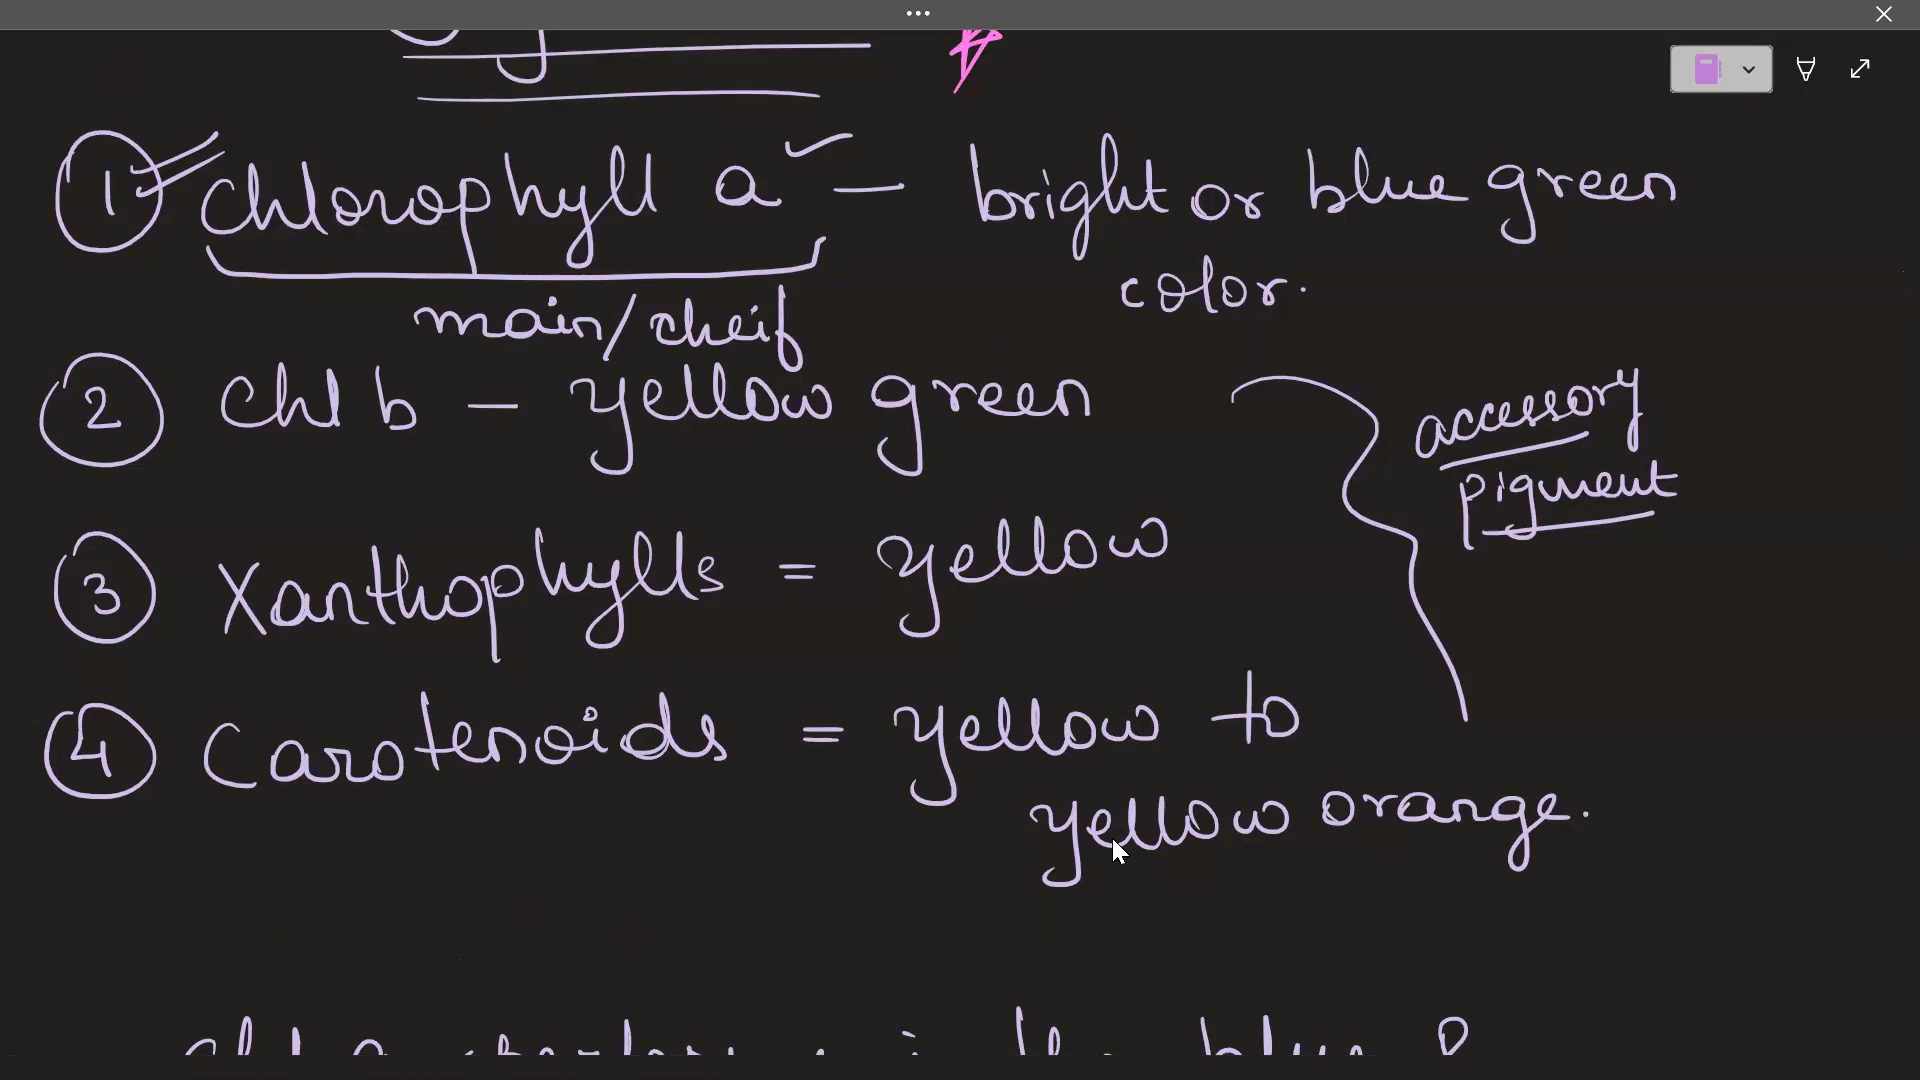 ① Chlorophyll a ✓ — bright or blue green
color.
main/cheif
② Chl b — yellow green
accessory
pigment
③ Xanthophylls = yellow
④ Carotenoids = yellow to
yellow orange.